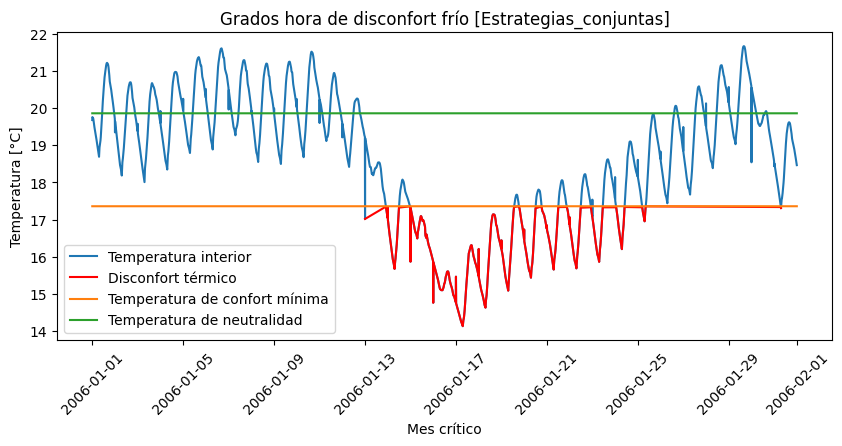 Grados hora de disconfort frío [Estrategias_conjuntas]
Temperatura [°C]
22
21
20
19
18
17
16
15
14
Temperatura interior
Disconfort térmico
Temperatura de confort mínima
Temperatura de neutralidad
2006-01-01
2006-01-05
2006-01-09
2006-01-13
2006-01-17
2006-01-21
2006-01-25
2006-01-29
2006-02-01
Mes crítico